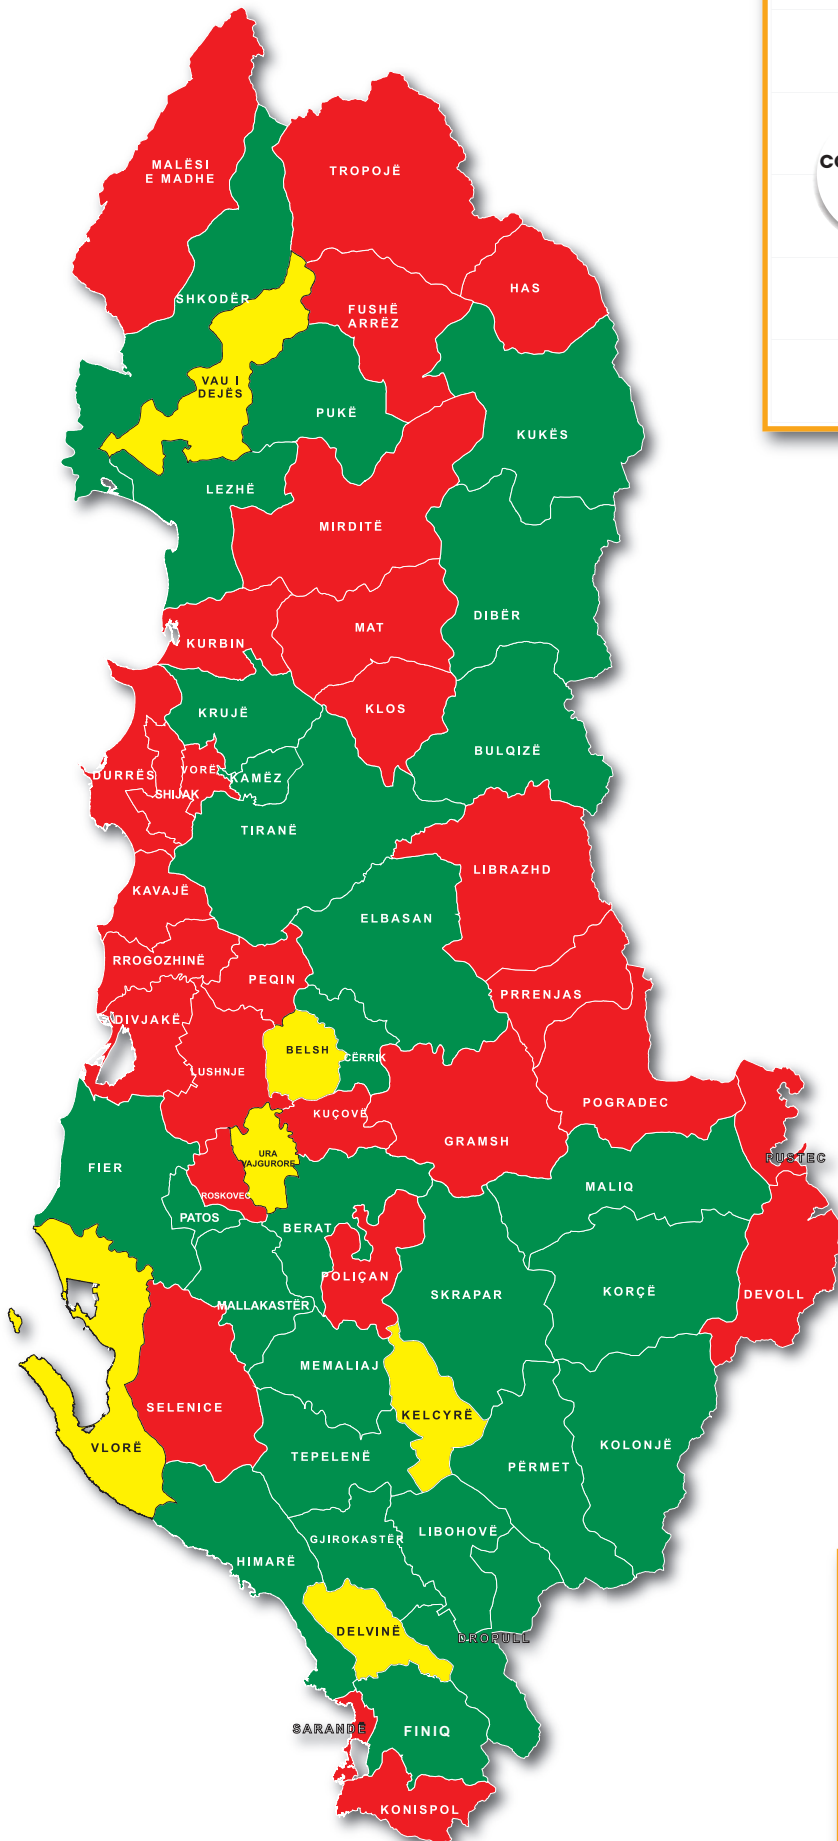 MALËSI
E MADHE
TROPOJË
HAS
SHKODËR
FUSHË
ARRËZ
VAU I
DEJËS
PUKË
KUKËS
LEZHË
MIRDITË
DIBËR
MAT
KURBIN
KLOS
KRUJË
BULQIZË
DURRËS
VORË
KAMËZ
SHIJAK
TIRANË
LIBRAZHD
KAVAJË
ELBASAN
RROGOZHINË
PEQIN
PRRENJAS
DIVJAKË
BELSH
CËRRIK
LUSHNJE
POGRADEC
KUÇOVË
GRAMSH
URA
VAJGURORE
PUSTEC
FIER
MALIQ
ROSKOVEC
PATOS
BERAT
POLIÇAN
KORÇË
SKRAPAR
DEVOLL
MALLAKASTËR
MEMALIAJ
SELENICE
KELCYRË
VLORË
KOLONJË
TEPELENË
PËRMET
LIBOHOVË
GJIROKASTËR
HIMARË
DELVINË
DROPULL
SARANDË
FINIQ
KONISPOL